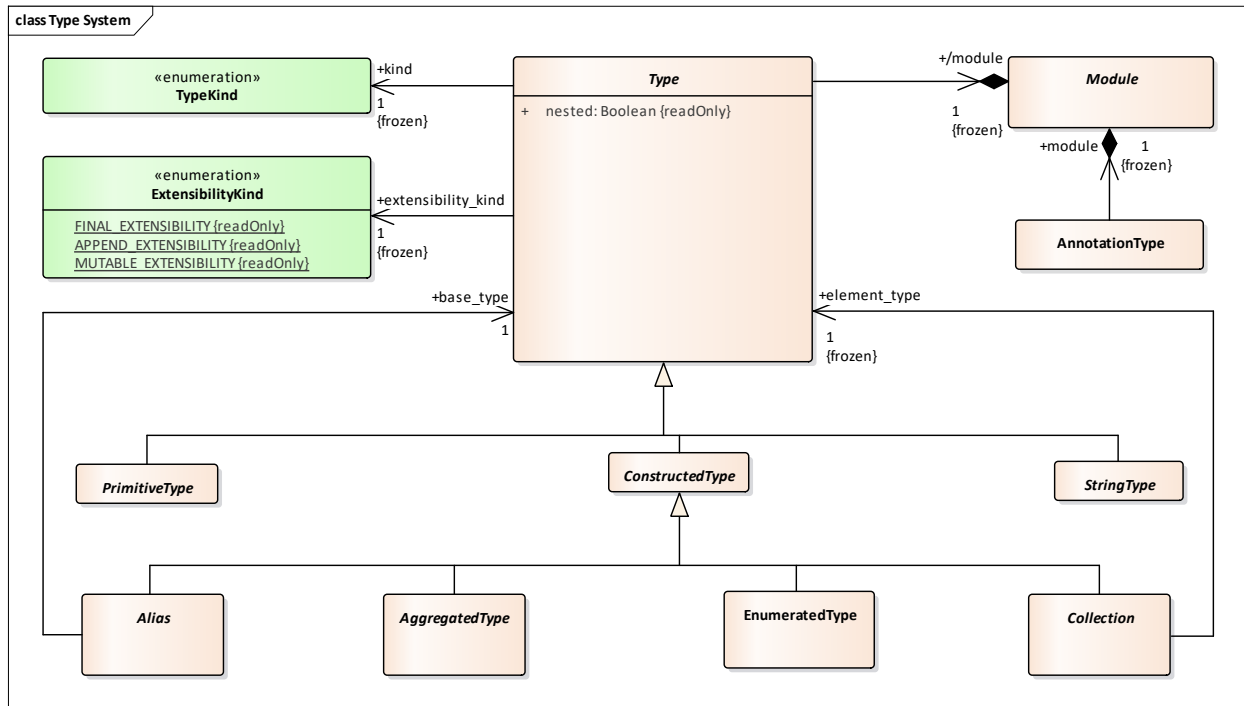 class Type System
«enumeration»
TypeKind
+kind
1
{frozen}
Type
+ nested: Boolean {readOnly}
+/module
1
{frozen}
Module
+module
1
{frozen}
AnnotationType
«enumeration»
ExtensibilityKind
FINAL_EXTENSIBILITY {readOnly}
APPEND_EXTENSIBILITY {readOnly}
MUTABLE_EXTENSIBILITY {readOnly}
+extensibility_kind
1
{frozen}
+base_type
1
+element_type
1
{frozen}
PrimitiveType
ConstructedType
StringType
Alias
AggregatedType
EnumeratedType
Collection